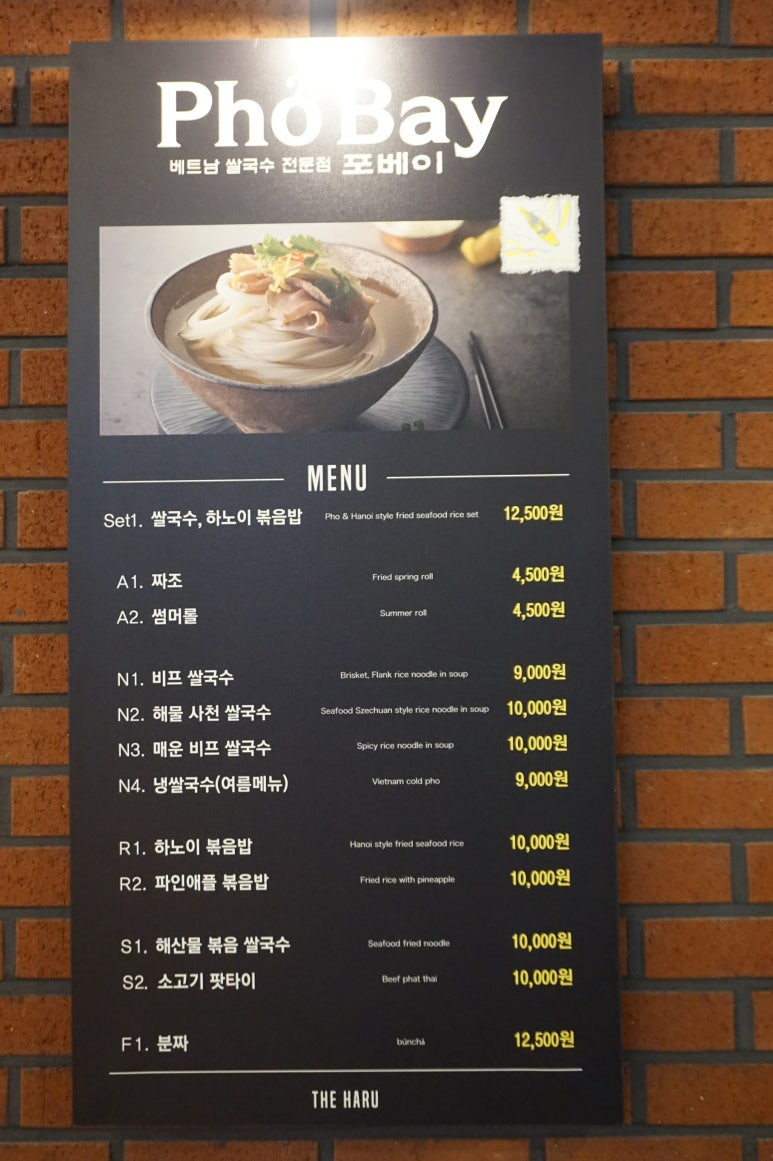 Phở Bay
베트남 쌀국수 전문점 포베이
MENU
Set1. 쌀국수, 하노이 볶음밥 Pho & Hanoi style fried seafood rice set 12,500원
A1. 짜조 Fried spring roll 4,500원
A2. 썸머롤 Summer roll 4,500원
N1. 비프 쌀국수 Brisket, Flank rice noodle in soup 9,000원
N2. 해물 사천 쌀국수 Seafood Szechuan style rice noodle in soup 10,000원
N3. 매운 비프 쌀국수 Spicy rice noodle in soup 10,000원
N4. 냉쌀국수(여름메뉴) Vietnam cold pho 9,000원
R1. 하노이 볶음밥 Hanoi style fried seafood rice 10,000원
R2. 파인애플 볶음밥 Fried rice with pineapple 10,000원
S1. 해산물 볶음 쌀국수 Seafood fried noodle 10,000원
S2. 소고기 팟타이 Beef phat thai 10,000원
F1. 분짜 búnchả 12,500원
THE HARU